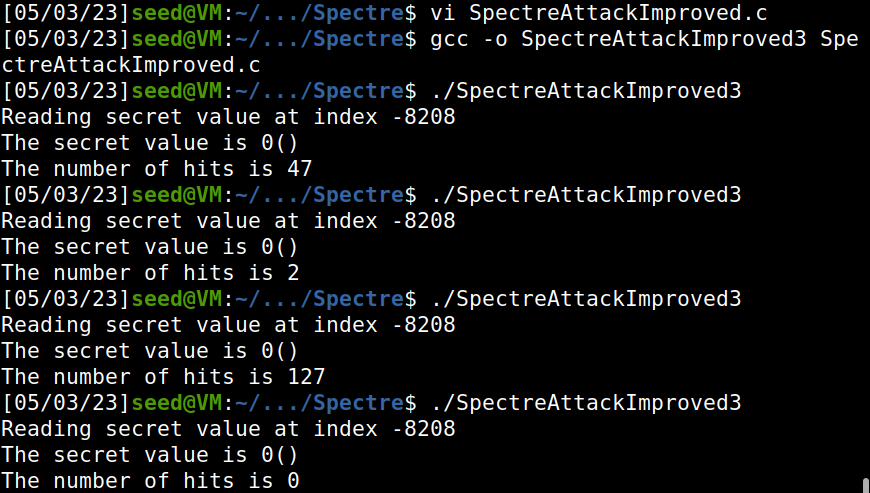 [05/03/23]seed@VM:~/.../Spectre$ vi SpectreAttackImproved.c
[05/03/23]seed@VM:~/.../Spectre$ gcc -o SpectreAttackImproved3 Spe
ctreAttackImproved.c
[05/03/23]seed@VM:~/.../Spectre$ ./SpectreAttackImproved3
Reading secret value at index -8208
The secret value is 0()
The number of hits is 47
[05/03/23]seed@VM:~/.../Spectre$ ./SpectreAttackImproved3
Reading secret value at index -8208
The secret value is 0()
The number of hits is 2
[05/03/23]seed@VM:~/.../Spectre$ ./SpectreAttackImproved3
Reading secret value at index -8208
The secret value is 0()
The number of hits is 127
[05/03/23]seed@VM:~/.../Spectre$ ./SpectreAttackImproved3
Reading secret value at index -8208
The secret value is 0()
The number of hits is 0